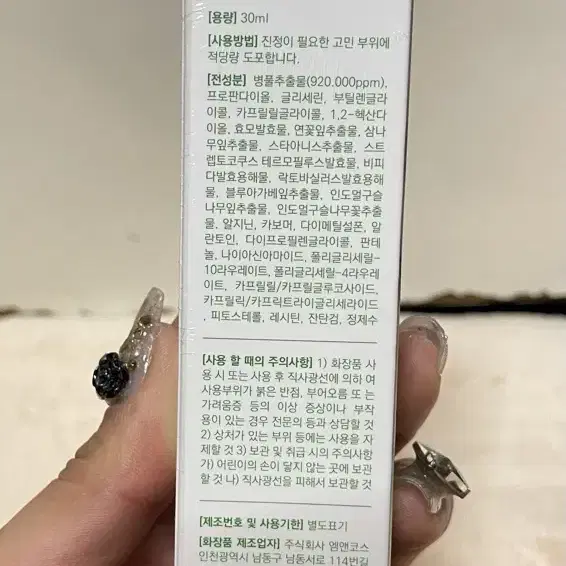 [용량] 30ml
[사용방법] 진정이 필요한 고민 부위에
적당량 도포합니다.
[전성분] 병풀추출물(920.000ppm),
프로판다이올, 글리세린, 부틸렌글라
이콜, 카프릴릴글라이콜, 1,2-헥산다
이올, 효모발효물, 면꽃잎추출물, 삼나
무잎추출물, 스타아니스추출물, 스트
렙토코쿠스 테르모필루스발효물, 비피
다발효용해물, 락토바실러스발효용해
물, 블루아가베잎추출물, 인도멀구슬
나무잎추출물, 인도멀구슬나무꽃추출
물, 알지닌, 카보머, 다이메틸설폰, 알
란토인, 다이프로필렌글라이콜, 판테
놀, 나이아신아마이드, 폴리글리세릴-
10라우레이트, 폴리글리세릴-4라우레
이트, 카프릴릴/카프릴글루코사이드,
카프릴릭/카프릭트라이글리세라이드
, 피토스테롤, 레시틴, 잔탄검, 정제수
[사용 할 때의 주의사항] 1) 화장품 사
용 시 또는 사용 후 직사광선에 의하 여
사용부위가 붉은 반점, 부어오름 또 는
가려움증 등의 이상 증상이나 부작
용이 있는 경우 전문의 등과 상담할 것
2) 상처가 있는 부위 등에는 사용을 자
제할 것 3) 보관 및 취급 시의 주의사항
가) 어린이의 손이 닿지 않는 곳에 보관
할 것 나) 직사광선을 피해서 보관할 것
[제조번호 및 사용기한] 별도표기
[화장품 제조업자] 주식회사 엠앤코스
인천광역시 남동구 남동서로 114번길